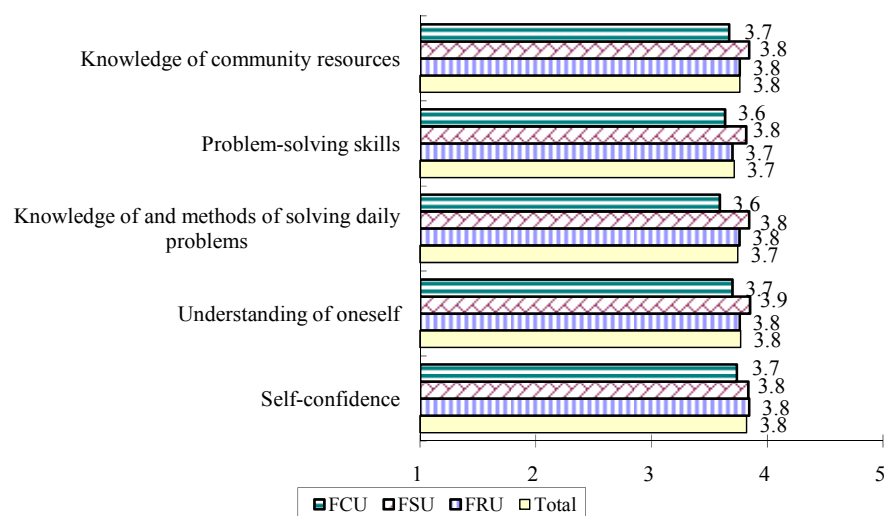 3.7
Knowledge of community resources
3.8
3.8
3.8
3.6
Problem-solving skills
3.8
3.7
3.7
3.6
Knowledge of and methods of solving daily
problems
3.8
3.8
3.7
3.7
Understanding of oneself
3.9
3.8
3.8
3.7
Self-confidence
3.8
3.8
3.8
1 2 3 4 5
FCU FSU FRU Total